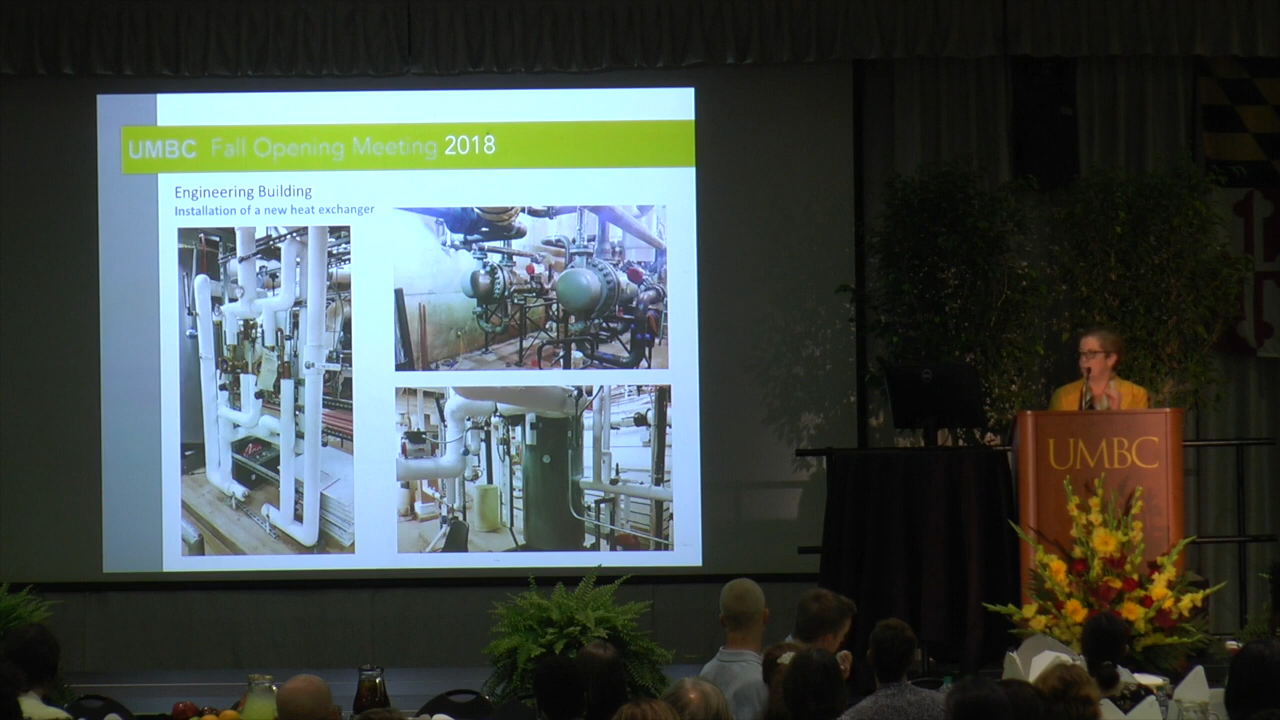 UMBC Fall Opening Meeting 2018
Engineering Building
Installation of a new heat exchanger
UMBC